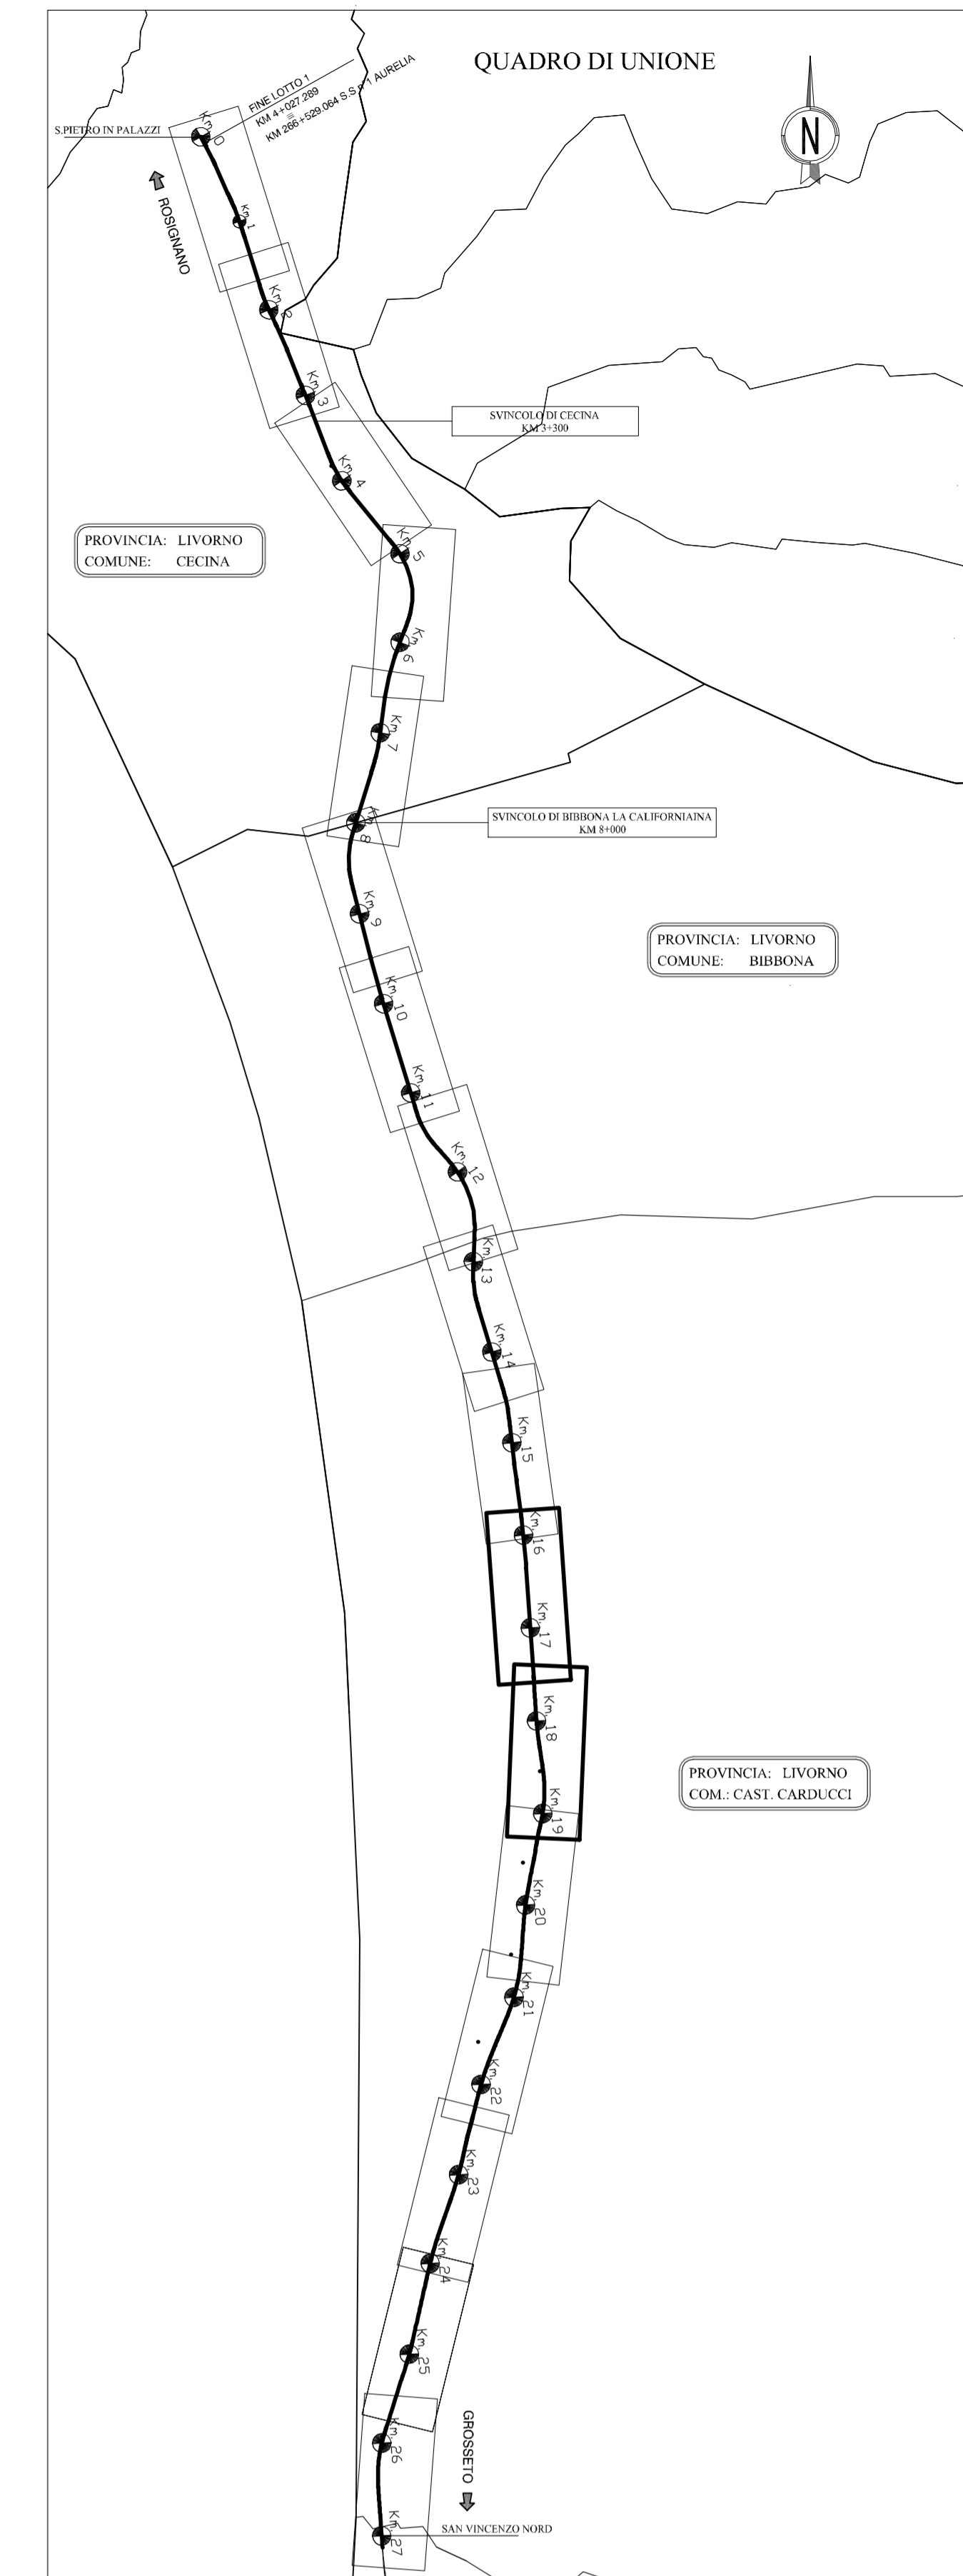 QUADRO DI UNIONE
N
FINE LOTTO 1
KM 4+027.289
=
KM 266+529.064 S.S.n°1 AURELIA
S.PIETRO IN PALAZZI
Km. 0
ROSIGNANO
Km. 1
Km. 2
Km. 3
SVINCOLO DI CECINA
KM 3+300
Km. 4
PROVINCIA: LIVORNO
COMUNE: CECINA
Km. 5
Km. 6
Km. 7
Km. 8
SVINCOLO DI BIBBONA LA CALIFORNIAINA
KM 8+000
Km. 9
PROVINCIA: LIVORNO
COMUNE: BIBBONA
Km. 10
Km. 11
Km. 12
Km. 13
Km. 14
Km. 15
Km. 16
Km. 17
Km. 18
PROVINCIA: LIVORNO
COM.: CAST. CARDUCCI
Km. 19
Km. 20
Km. 21
Km. 22
Km. 23
Km. 24
Km. 25
Km. 26
GROSSETO
Km. 27
SAN VINCENZO NORD